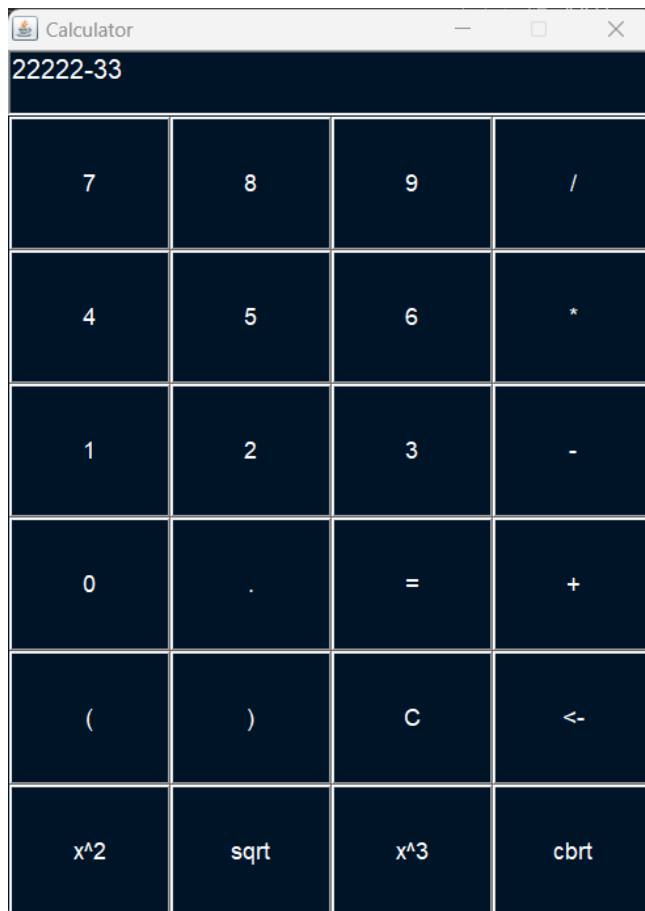 Calculator
22222-33
7 8 9 /
4 5 6 *
1 2 3 -
0 . = +
( ) C <-
x^2 sqrt x^3 cbrt